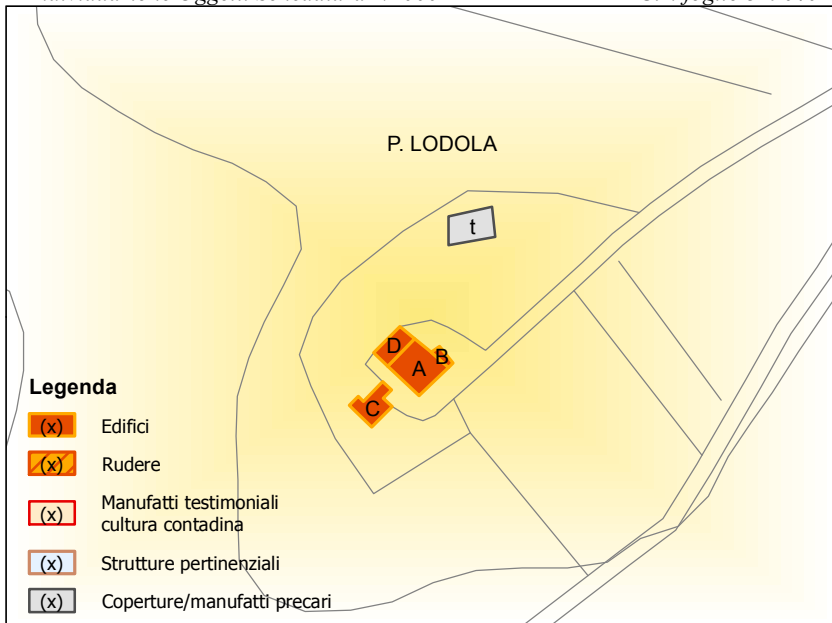 P. LODOLA
t
D
B
A
C
Legenda
(x) Edifici
(x) Rudere
(x) Manufatti testimoniali
cultura contadina
(x) Strutture pertinenziali
(x) Coperture/manufatti precari